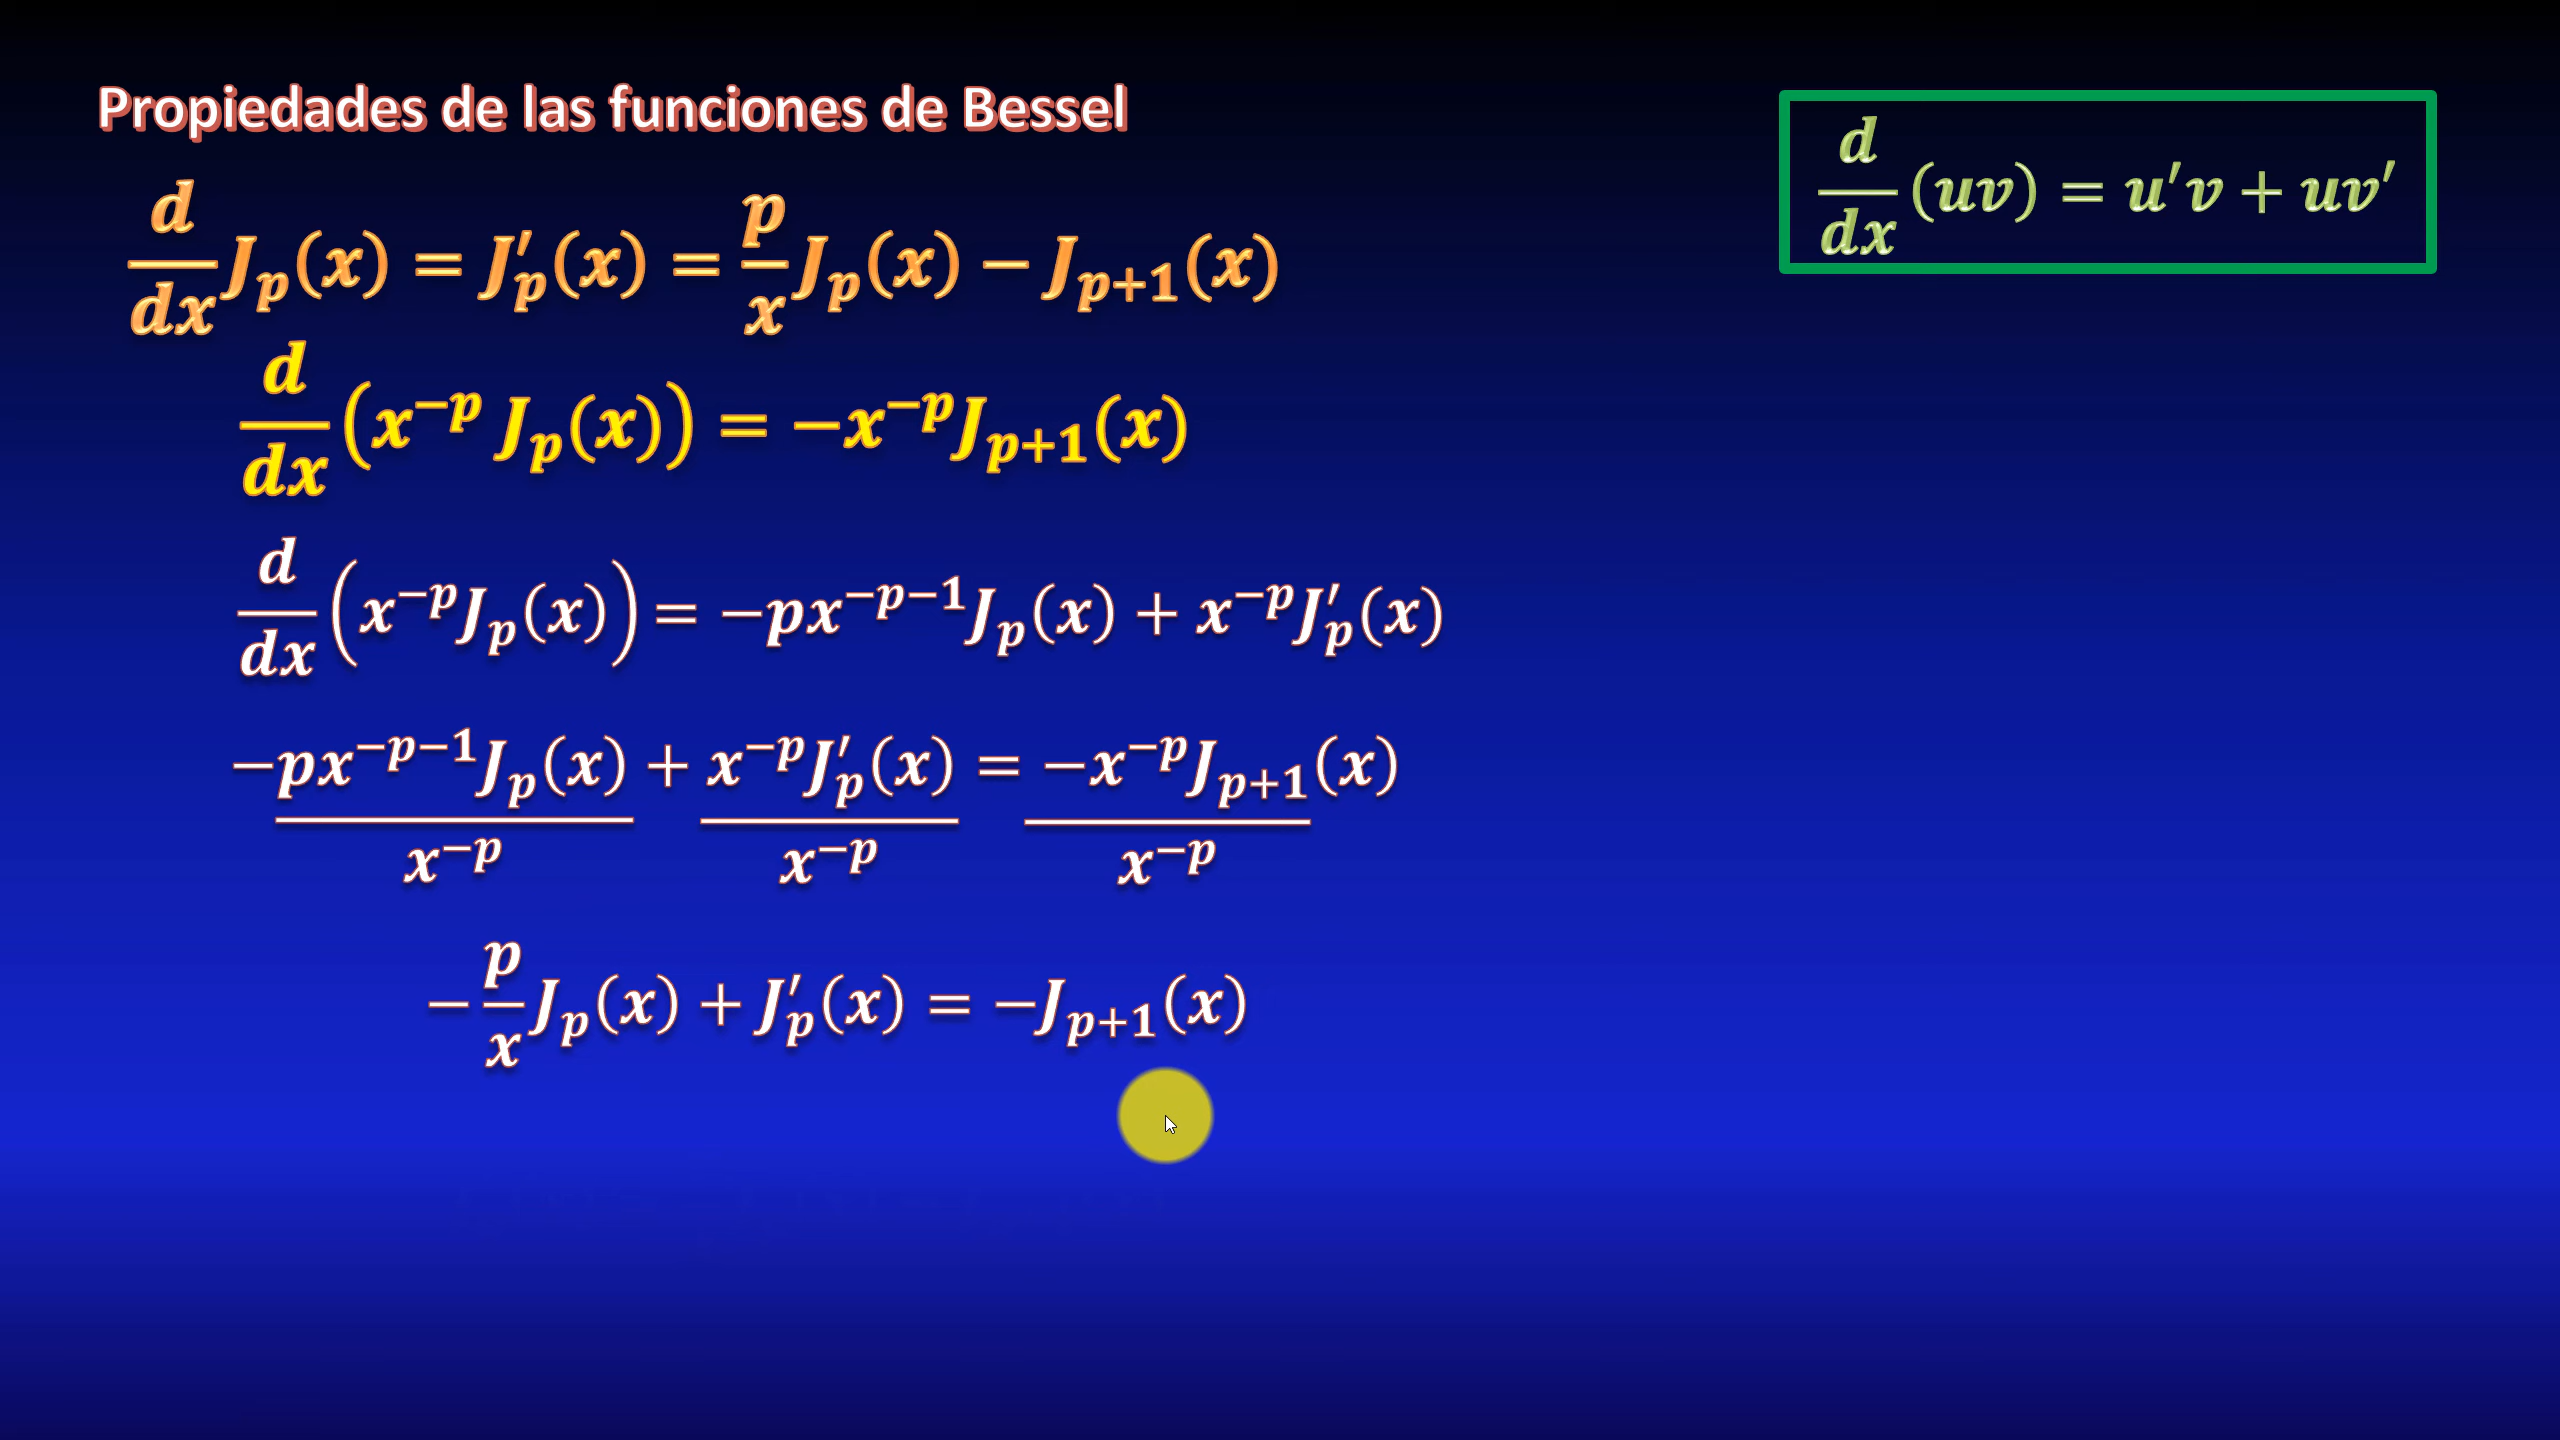 Propiedades de las funciones de Bessel
d/dx (uv) = u′v + uv′
d/dx J_p(x) = J′_p(x) = p/x J_p(x) − J_{p+1}(x)
d/dx (x^{−p} J_p(x)) = −x^{−p} J_{p+1}(x)
d/dx (x^{−p} J_p(x)) = −px^{−p−1} J_p(x) + x^{−p} J′_p(x)
−px^{−p−1} J_p(x) / x^{−p} + x^{−p} J′_p(x) / x^{−p} = −x^{−p} J_{p+1}(x) / x^{−p}
−p/x J_p(x) + J′_p(x) = −J_{p+1}(x)